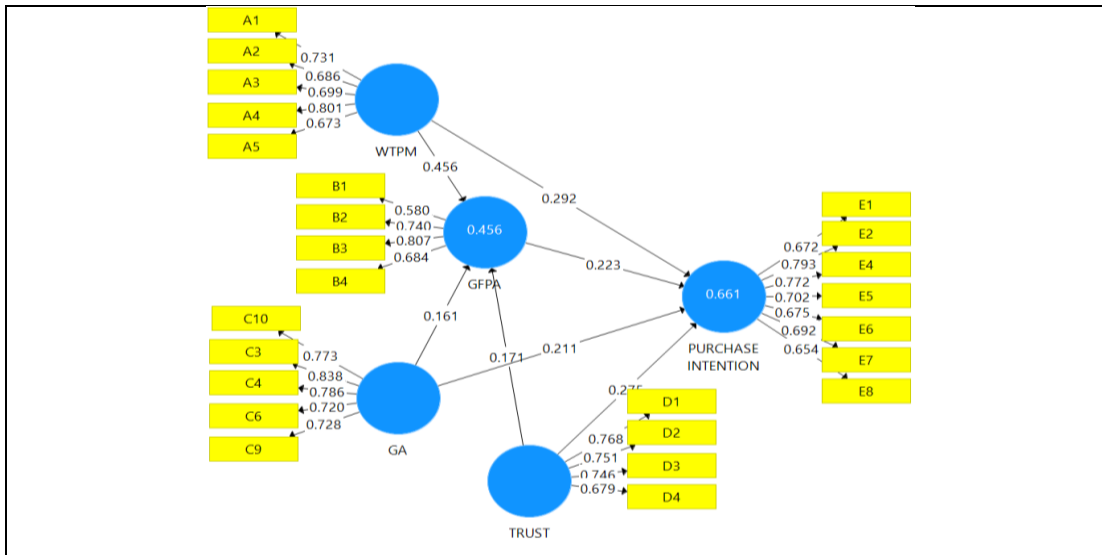 A1
A2
A3
A4
A5
0.731
0.686
0.699
0.801
0.673
WTPM
0.456
0.292
B1
B2
B3
B4
0.580
0.740
0.807
0.684
0.456
GFPA
0.223
0.161
0.171
0.211
0.275
C10
C3
C4
C6
C9
0.773
0.838
0.786
0.720
0.728
GA
0.661
PURCHASE
INTENTION
E1
E2
E4
E5
E6
E7
E8
0.672
0.793
0.772
0.702
0.675
0.692
0.654
D1
D2
D3
D4
0.768
0.751
0.746
0.679
TRUST